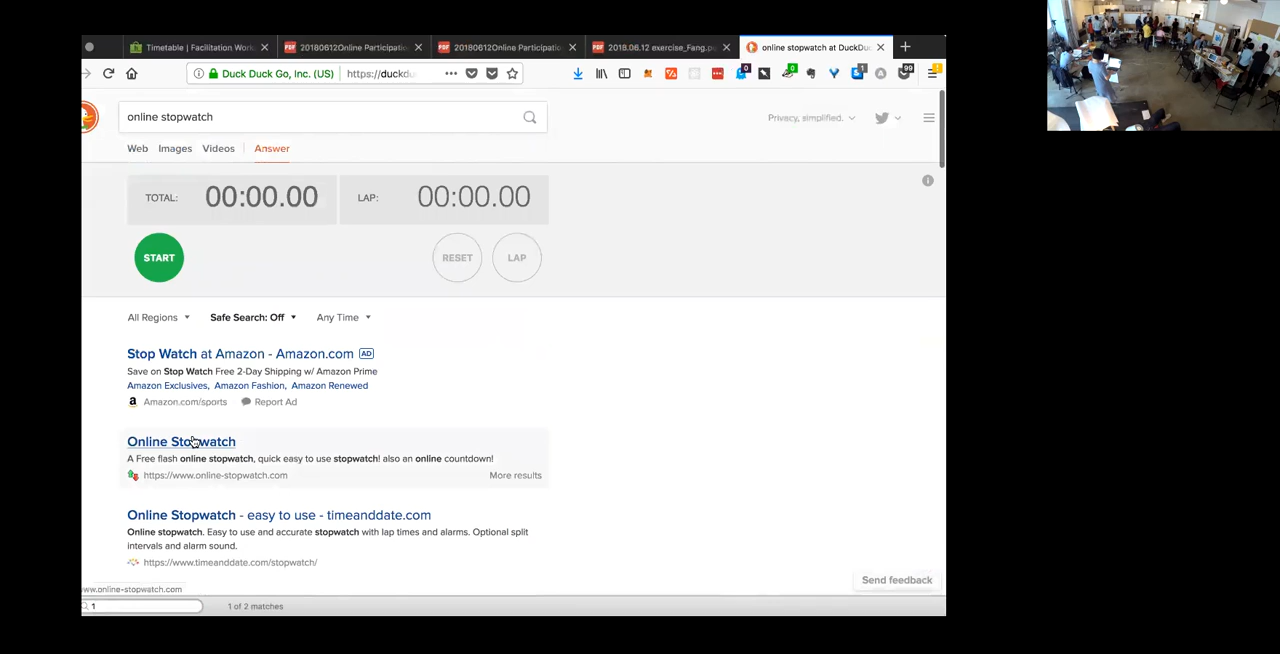 Timetable | Facilitation Work
20180612Online Participatio
20180612Online Participatio
2018.06.12 exercise_Fang.p
online stopwatch at DuckDu
Duck Duck Go, Inc. (US)
https://duckdu
0
0
1
99
online stopwatch
Privacy, simplified.
Web
Images
Videos
Answer
TOTAL: 00:00.00
LAP: 00:00.00
START
RESET
LAP
All Regions
Safe Search: Off
Any Time
Stop Watch at Amazon - Amazon.com AD
Save on Stop Watch Free 2-Day Shipping w/ Amazon Prime
Amazon Exclusives, Amazon Fashion, Amazon Renewed
Amazon.com/sports
Report Ad
Online Stopwatch
A Free flash online stopwatch, quick easy to use stopwatch! also an online countdown!
https://www.online-stopwatch.com
More results
Online Stopwatch - easy to use - timeanddate.com
Online stopwatch. Easy to use and accurate stopwatch with lap times and alarms. Optional split
intervals and alarm sound.
https://www.timeanddate.com/stopwatch/
Send feedback
www.online-stopwatch.com
1
1 of 2 matches